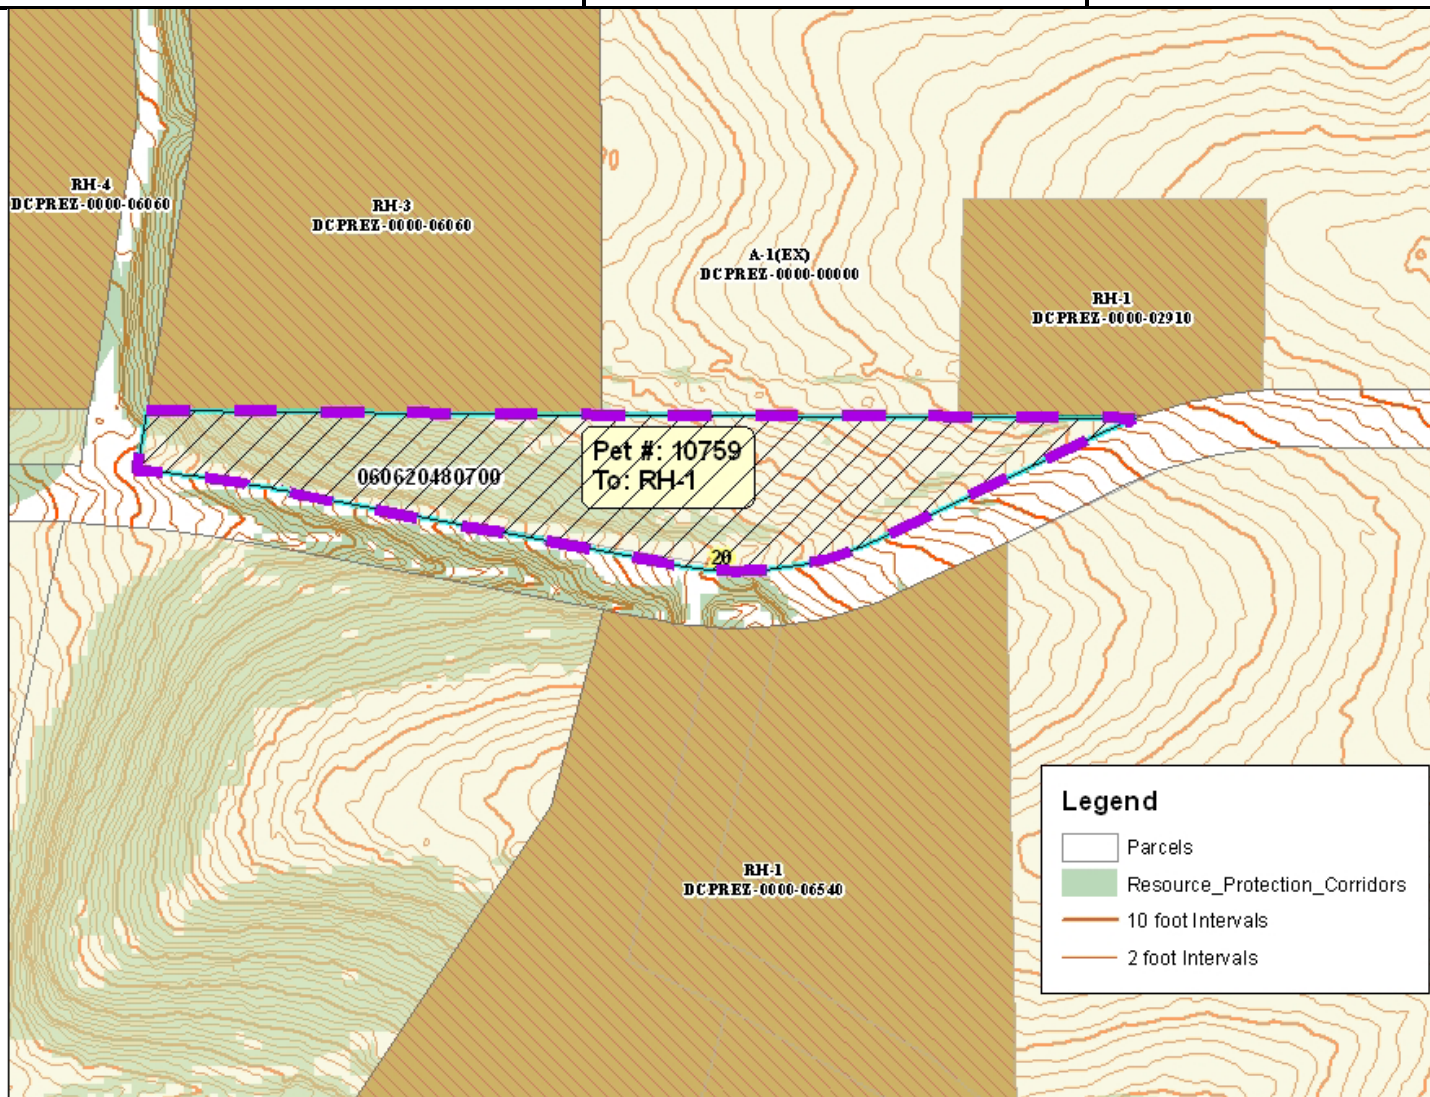 RH-4
DCPREZ-0000-06060
RH-3
DCPREZ-0000-06060
A-1(EX)
DCPREZ-0000-00000
RH-1
DCPREZ-0000-02910
Pet #: 10759
To: RH-1
060620480700
20
RH-1
DCPREZ-0000-06540
Legend
Parcels
Resource_Protection_Corridors
10 foot Intervals
2 foot Intervals